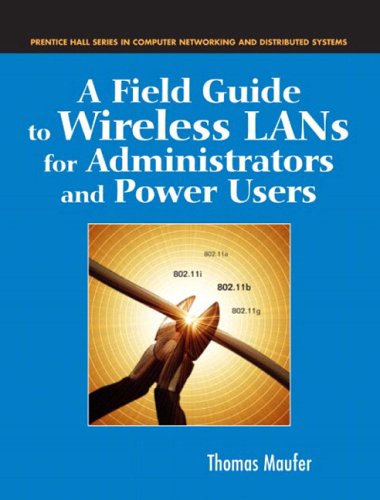 PRENTICE HALL SERIES IN COMPUTER NETWORKING AND DISTRIBUTED SYSTEMS
A Field Guide
to Wireless LANs
for Administrators
and Power Users
802.11a
802.11i
802.11b
802.11g
Thomas Maufer